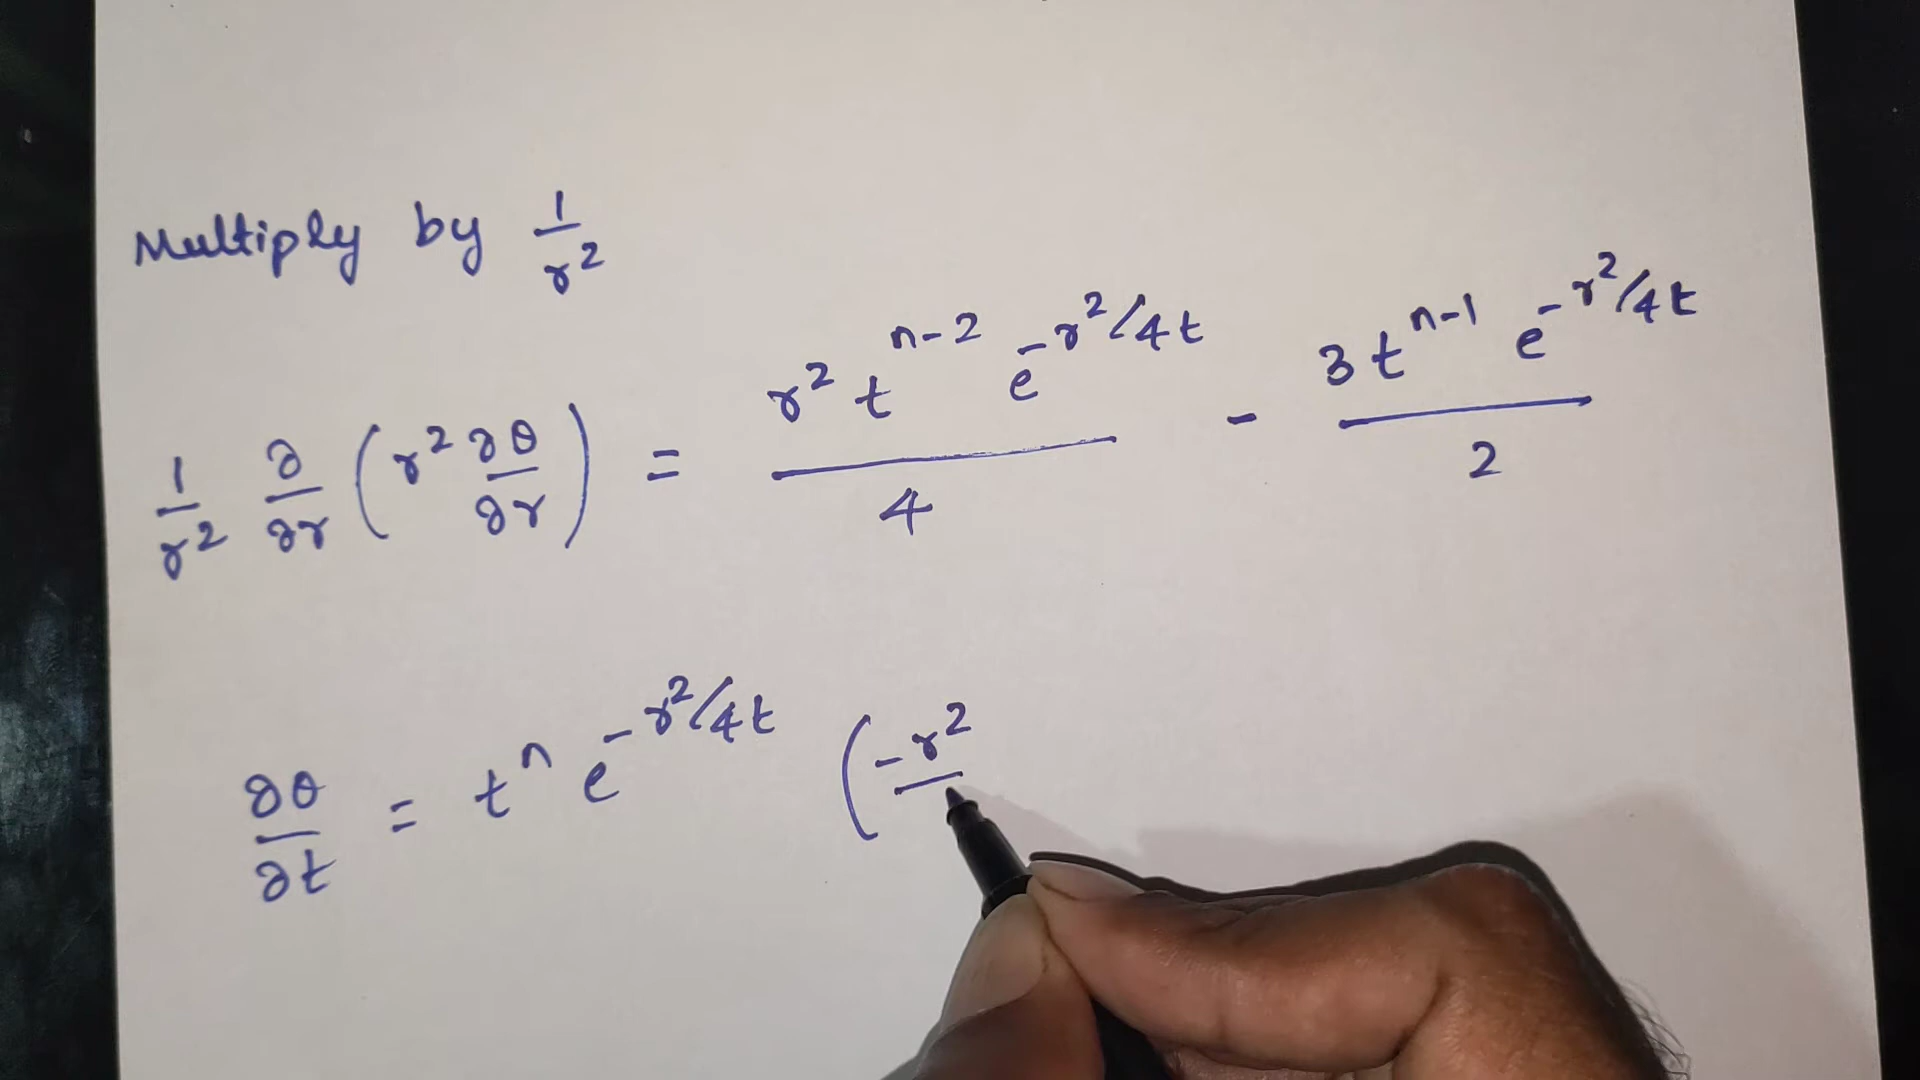 Multiply by 1/r²
1/r² ∂/∂r (r² ∂θ/∂r) = r² t^(n-2) e^(-r²/4t) / 4 - 3 t^(n-1) e^(-r²/4t) / 2
∂θ/∂t = t^n e^(-r²/4t) (-r²/